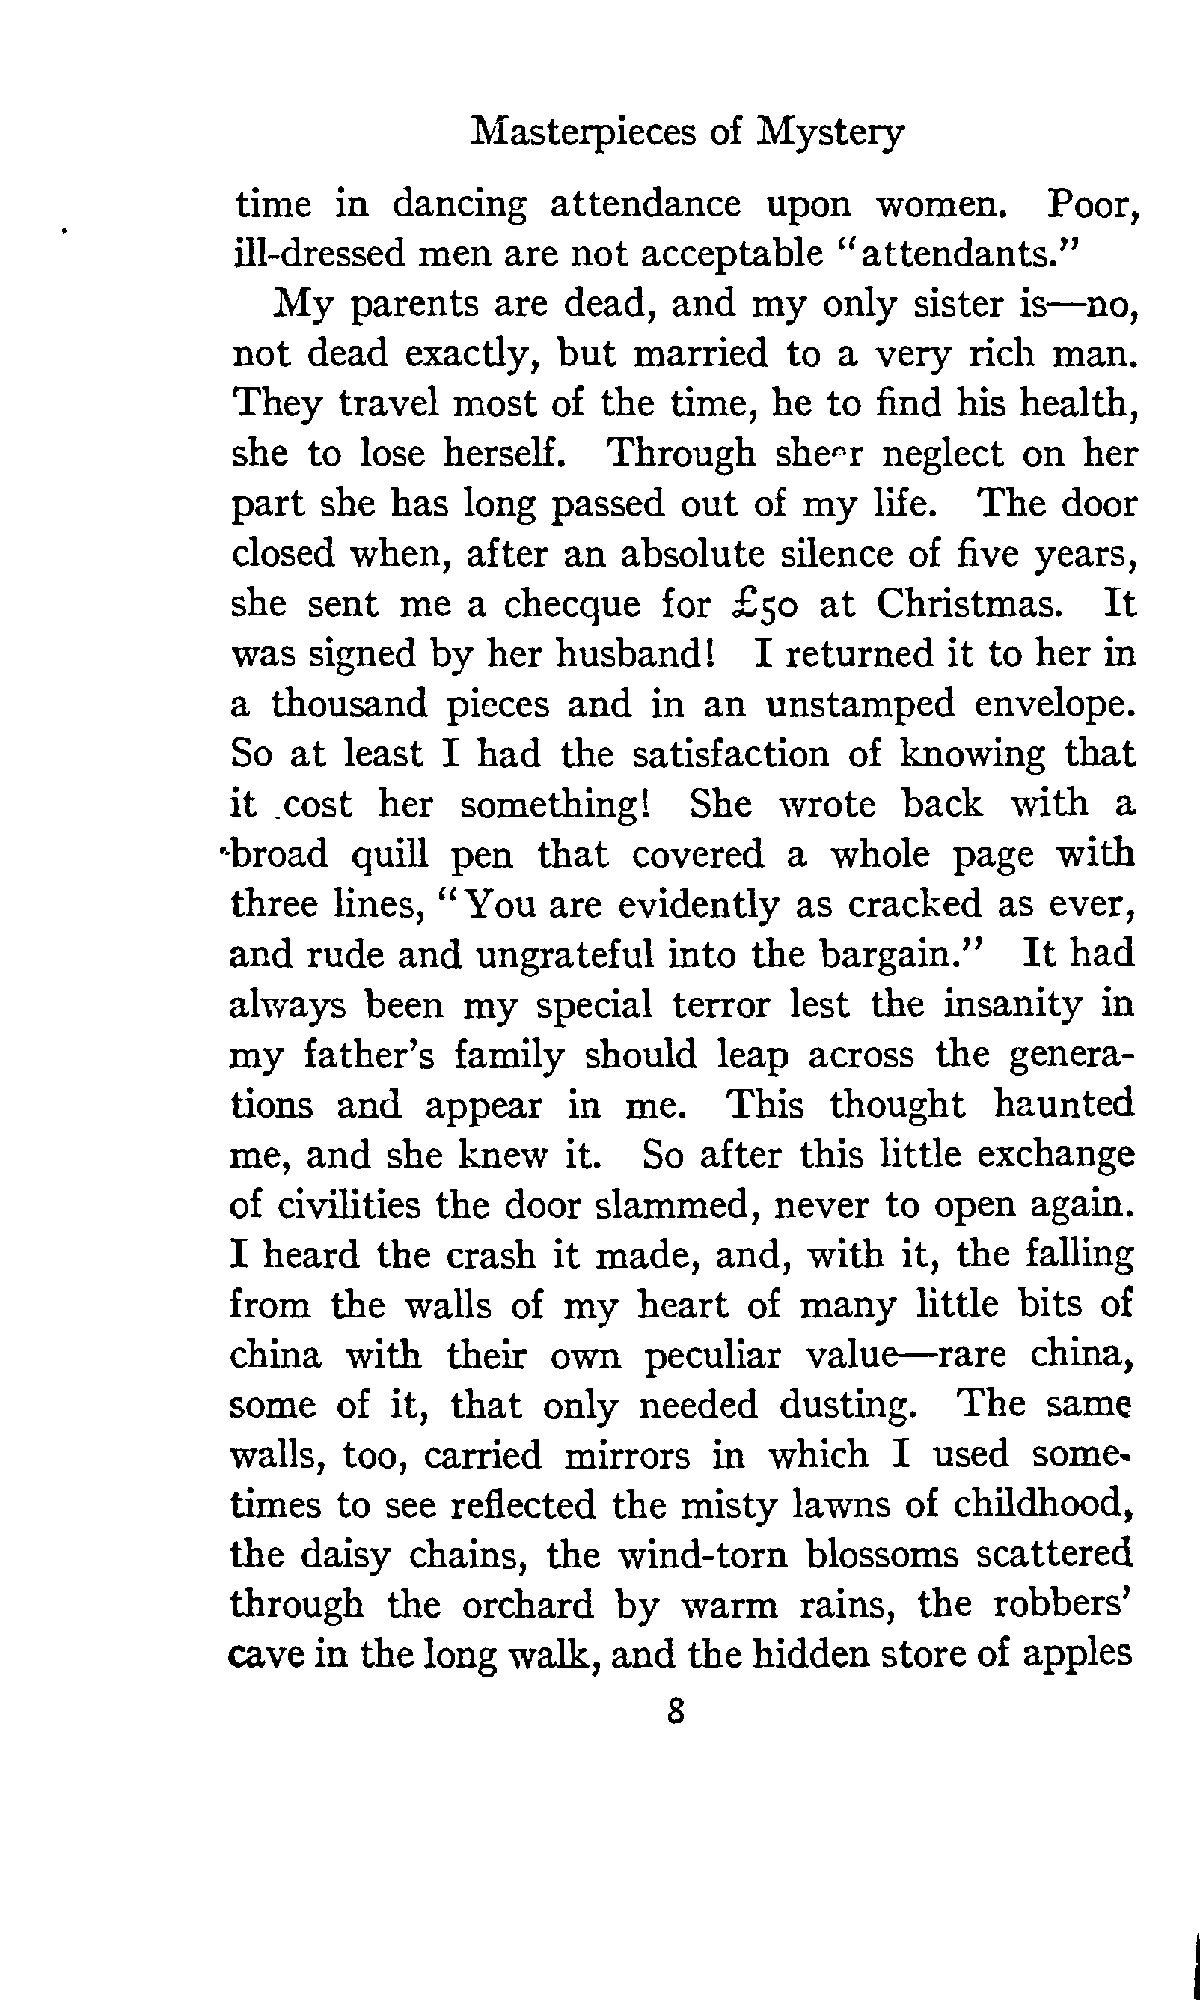 Masterpieces of Mystery
time in dancing attendance upon women. Poor,
ill-dressed men are not acceptable "attendants."
My parents are dead, and my only sister is—no,
not dead exactly, but married to a very rich man.
They travel most of the time, he to find his health,
she to lose herself. Through sheer neglect on her
part she has long passed out of my life. The door
closed when, after an absolute silence of five years,
she sent me a checque for £50 at Christmas. It
was signed by her husband! I returned it to her in
a thousand pieces and in an unstamped envelope.
So at least I had the satisfaction of knowing that
it cost her something! She wrote back with a
broad quill pen that covered a whole page with
three lines, "You are evidently as cracked as ever,
and rude and ungrateful into the bargain." It had
always been my special terror lest the insanity in
my father's family should leap across the genera-
tions and appear in me. This thought haunted
me, and she knew it. So after this little exchange
of civilities the door slammed, never to open again.
I heard the crash it made, and, with it, the falling
from the walls of my heart of many little bits of
china with their own peculiar value—rare china,
some of it, that only needed dusting. The same
walls, too, carried mirrors in which I used some-
times to see reflected the misty lawns of childhood,
the daisy chains, the wind-torn blossoms scattered
through the orchard by warm rains, the robbers'
cave in the long walk, and the hidden store of apples
8